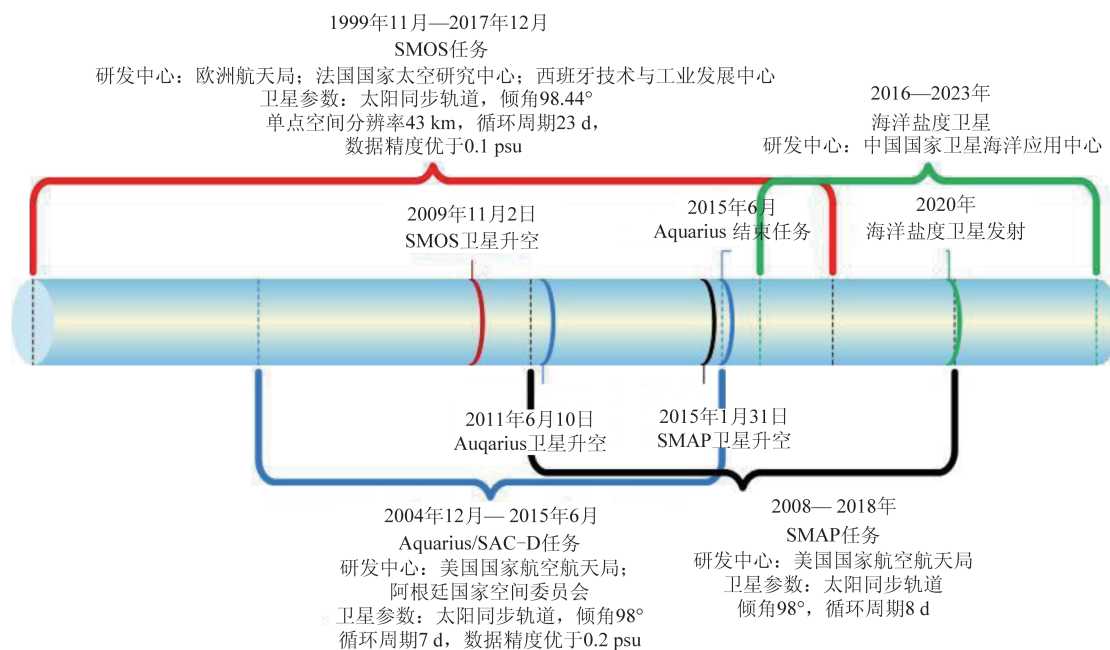 1999年11月—2017年12月
SMOS任务
研发中心：欧洲航天局；法国国家太空研究中心；西班牙技术与工业发展中心
卫星参数：太阳同步轨道，倾角98.44°
单点空间分辨率43 km，循环周期23 d，
数据精度优于0.1 psu
2016—2023年
海洋盐度卫星
研发中心：中国国家卫星海洋应用中心
2009年11月2日
SMOS卫星升空
2015年6月
Aquarius 结束任务
2020年
海洋盐度卫星发射
2011年6月10日
Auqarius卫星升空
2015年1月31日
SMAP卫星升空
2004年12月— 2015年6月
Aquarius/SAC-D任务
研发中心：美国国家航空航天局；
阿根廷国家空间委员会
卫星参数：太阳同步轨道，倾角98°
循环周期7 d，数据精度优于0.2 psu
2008— 2018年
SMAP任务
研发中心：美国国家航空航天局
卫星参数：太阳同步轨道
倾角98°，循环周期8 d